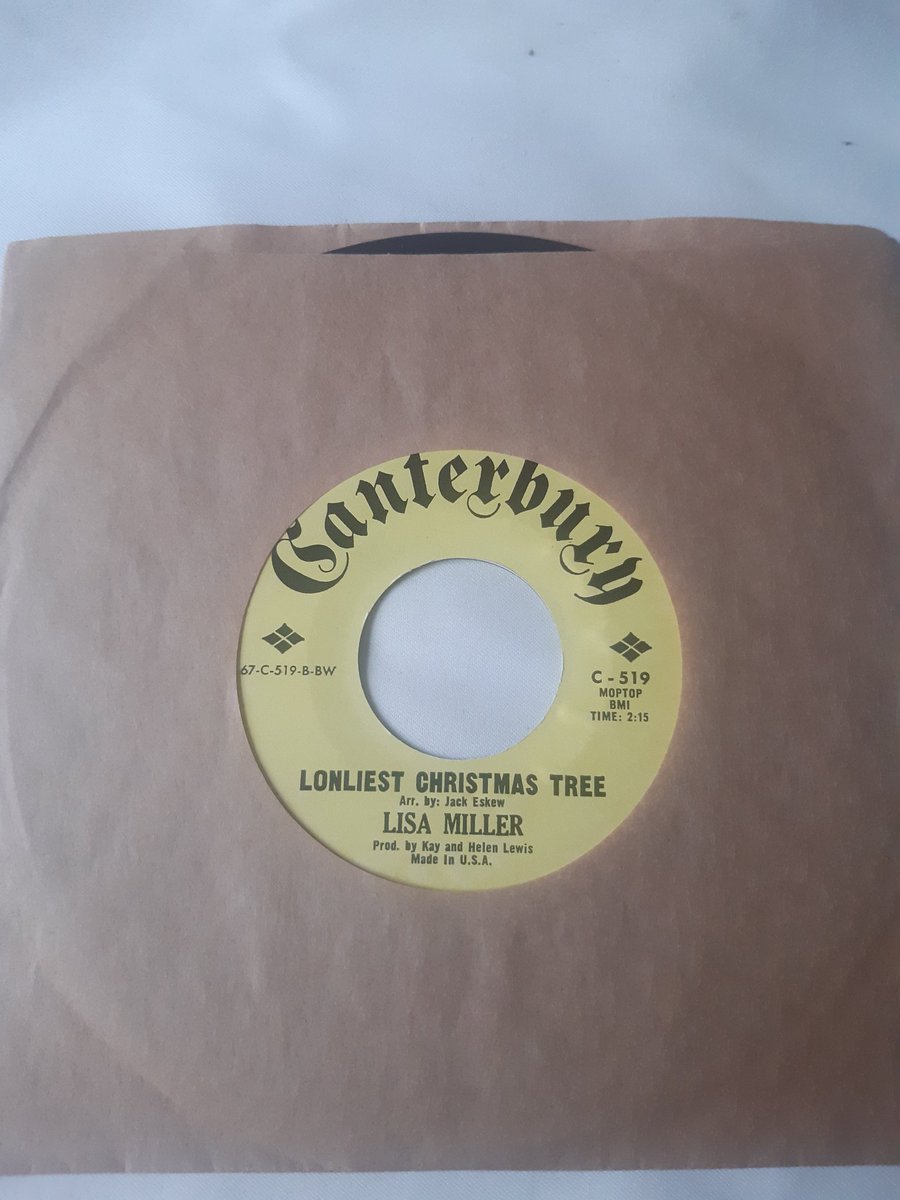 Canterbury
67-C-519-B-BW
C - 519
MOPTOP
BMI
TIME: 2:15
LONLIEST CHRISTMAS TREE
Arr. by: Jack Eskew
LISA MILLER
Prod. by Kay and Helen Lewis
Made In U.S.A.